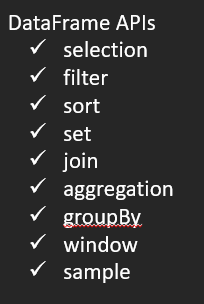 DataFrame APIs
✓ selection
✓ filter
✓ sort
✓ set
✓ join
✓ aggregation
✓ groupBy
✓ window
✓ sample